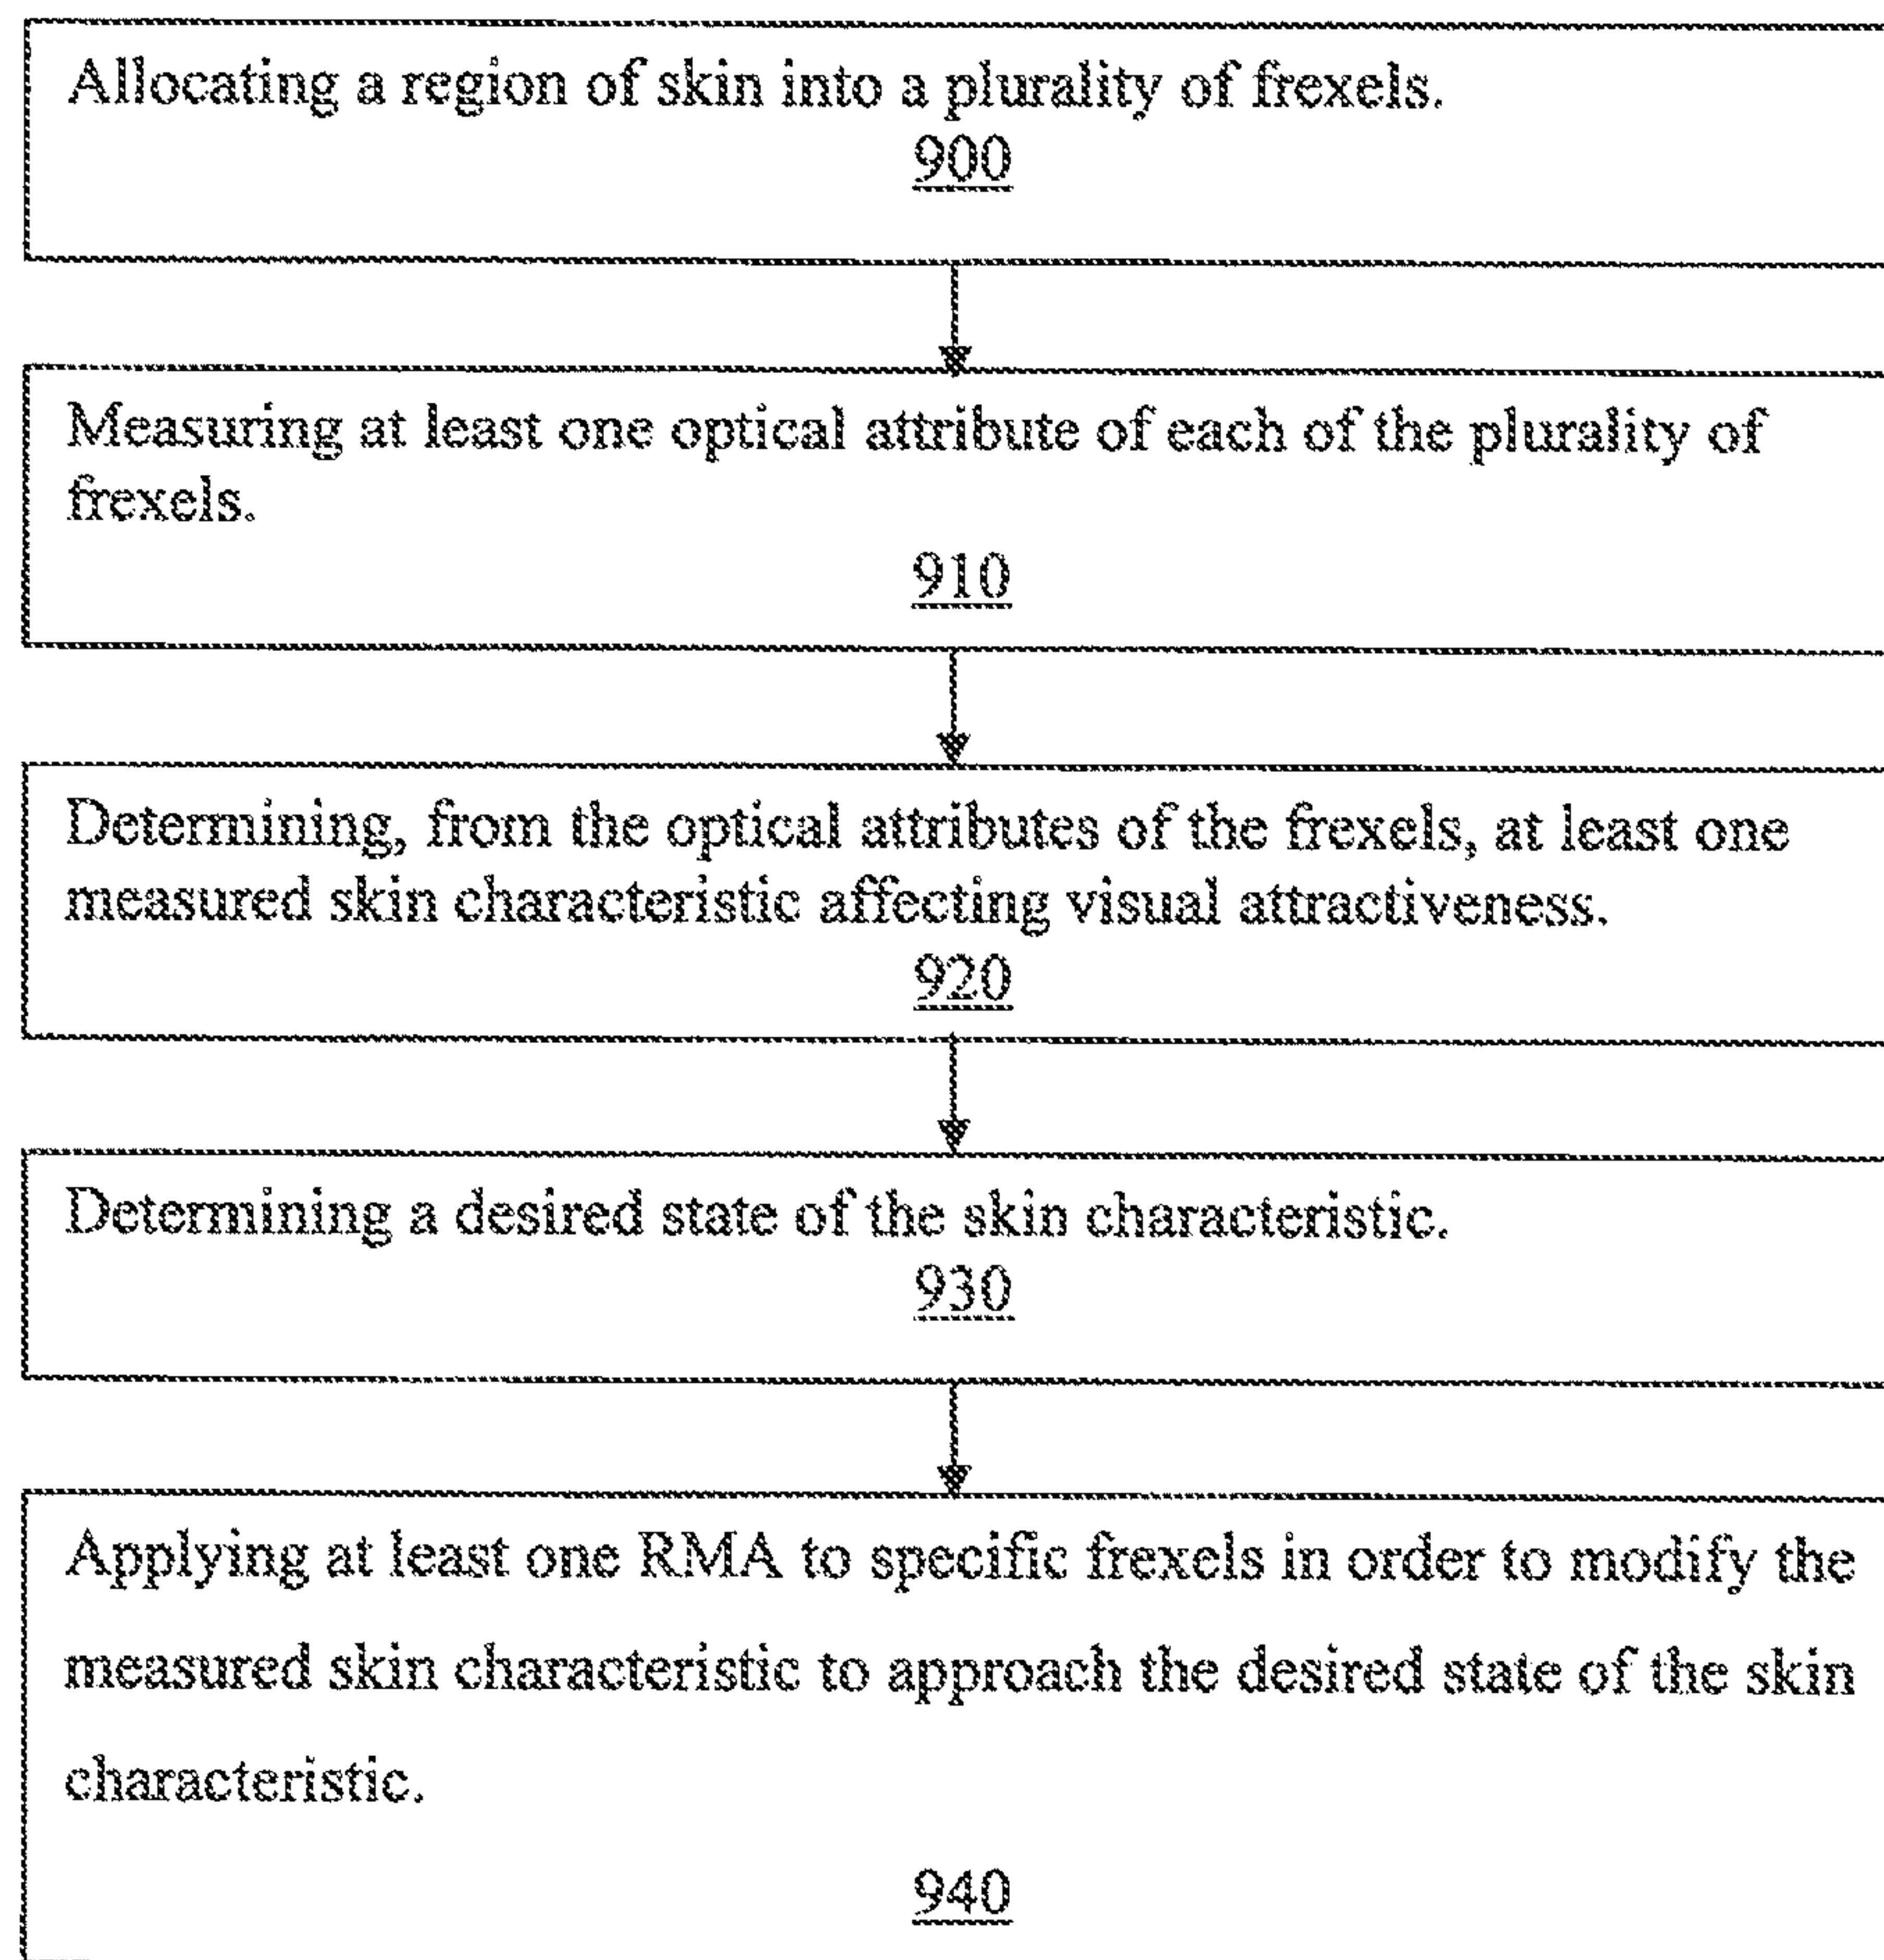 Allocating a region of skin into a plurality of frexels.
900
Measuring at least one optical attribute of each of the plurality of
frexels.
910
Determining, from the optical attributes of the frexels, at least one
measured skin characteristic affecting visual attractiveness.
920
Determining a desired state of the skin characteristic.
930
Applying at least one RMA to specific frexels in order to modify the
measured skin characteristic to approach the desired state of the skin
characteristic.
940